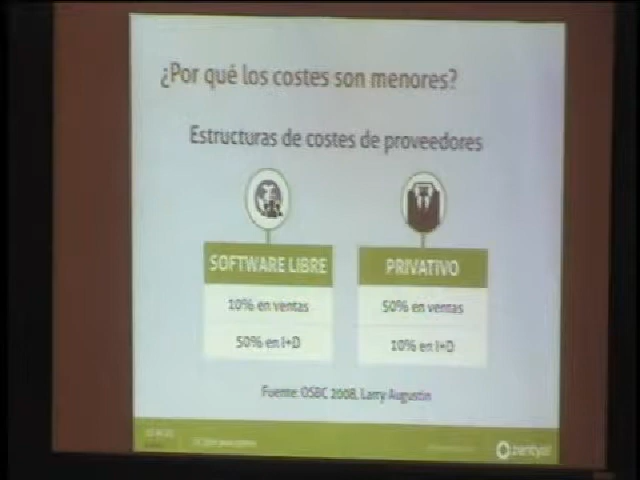 ¿Por qué los costes son menores?
Estructuras de costes de proveedores
SOFTWARE LIBRE
10% en ventas
50% en I+D
PRIVATIVO
50% en ventas
10% en I+D
Fuente: OSBC 2008, Larry Augustin
zentyal